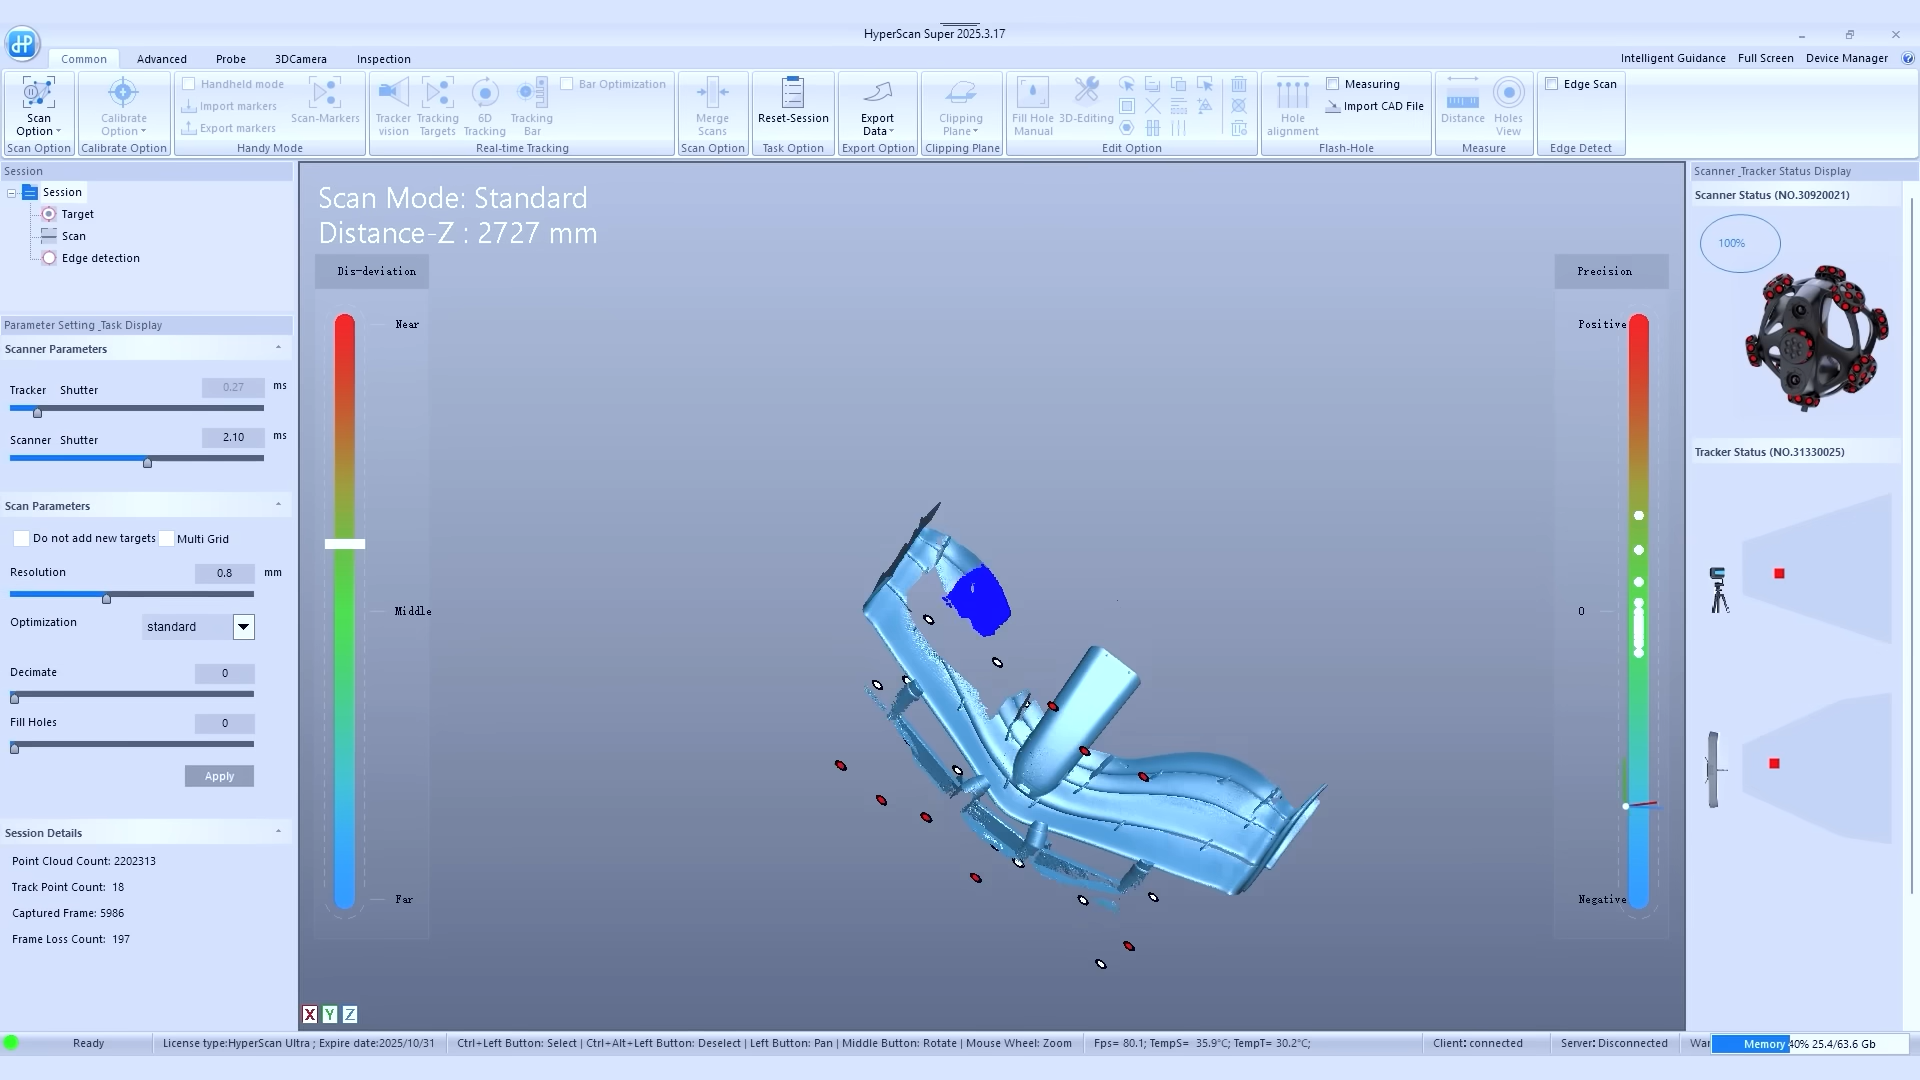 HyperScan Super 2025.3.17
Common Advanced Probe 3DCamera Inspection
Intelligent Guidance Full Screen Device Manager
Scan Option
Scan Option
Calibrate Option
Calibrate Option
Handheld mode
Import markers
Export markers
Scan-Markers
Handy Mode
Tracker vision
Tracking Targets
6D Tracking
Tracking Bar
Bar Optimization
Real-time Tracking
Merge Scans
Scan Option
Reset-Session
Task Option
Export Data
Export Option
Clipping Plane
Clipping Plane
Fill Hole Manual
3D-Editing
Edit Option
Hole alignment
Measuring
Import CAD File
Flash-Hole
Distance
Holes View
Measure
Edge Scan
Edge Detect
Session
Session
Target
Scan
Edge detection
Parameter Setting _Task Display
Scanner Parameters
Tracker Shutter 0.27 ms
Scanner Shutter 2.10 ms
Scan Parameters
Do not add new targets Multi Grid
Resolution 0.8 mm
Optimization standard
Decimate 0
Fill Holes 0
Apply
Session Details
Point Cloud Count: 2202313
Track Point Count: 18
Captured Frame: 5986
Frame Loss Count: 197
Scan Mode: Standard
Distance-Z : 2727 mm
Dis-deviation
Near
Middle
Far
Precision
Positive
0
Negative
X Y Z
Scanner _Tracker Status Display
Scanner Status (NO.30920021)
100%
Tracker Status (NO.31330025)
Ready
License type:HyperScan Ultra ; Expire date:2025/10/31
Ctrl+Left Button: Select | Ctrl+Alt+Left Button: Deselect | Left Button: Pan | Middle Button: Rotate | Mouse Wheel: Zoom
Fps= 80.1; TempS= 35.9°C; TempT= 30.2°C;
Client: connected
Server: Disconnected
War
Memory 40% 25.4/63.6 Gb